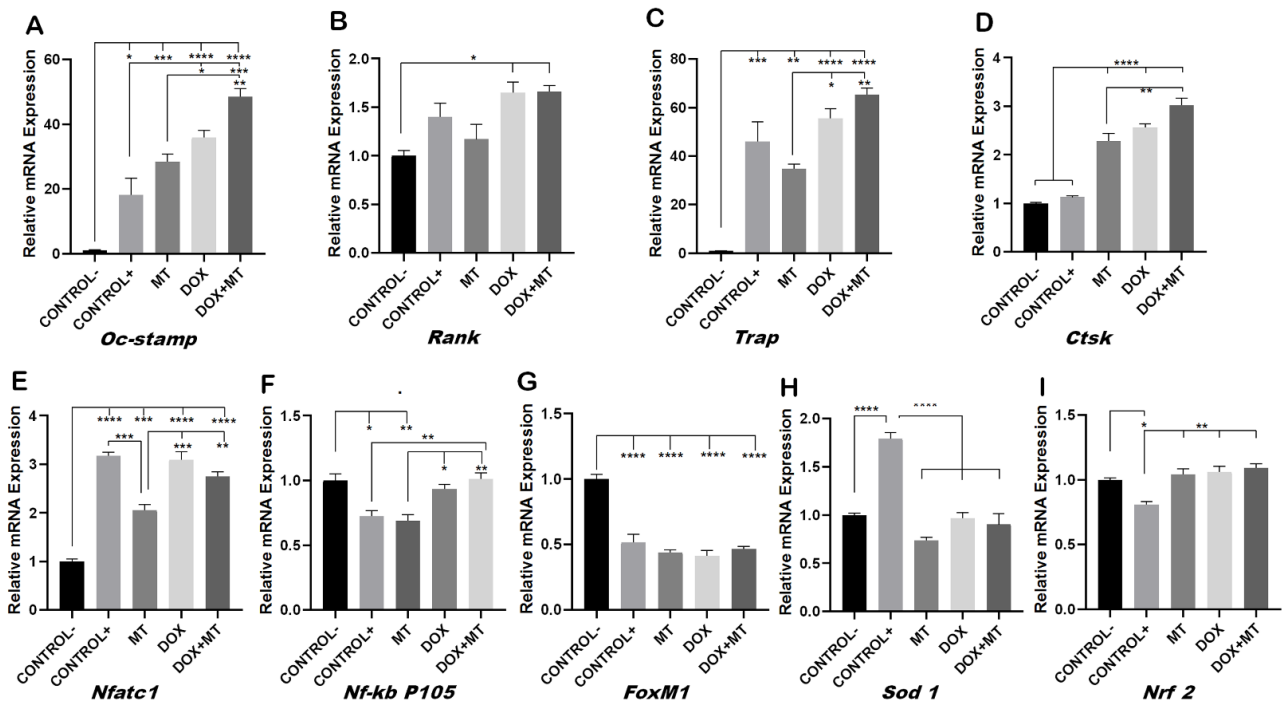 A
Relative mRNA Expression
60
40
20
0
* *** **** ****
* ***
**
CONTROL-
CONTROL+
MT
DOX
DOX+MT
Oc-stamp
B
Relative mRNA Expression
2.0
1.5
1.0
0.5
0.0
*
CONTROL-
CONTROL+
MT
DOX
DOX+MT
Rank
C
Relative mRNA Expression
80
60
40
20
0
*** ** **** ****
* **
CONTROL-
CONTROL+
MT
DOX
DOX+MT
Trap
D
Relative mRNA Expression
4
3
2
1
0
****
**
CONTROL-
CONTROL+
MT
DOX
DOX+MT
Ctsk
E
Relative mRNA Expression
4
3
2
1
0
**** *** **** ****
*** *** **
CONTROL-
CONTROL+
MT
DOX
DOX+MT
Nfatc1
F
Relative mRNA Expression
1.5
1.0
0.5
0.0
* **
**
* **
CONTROL-
CONTROL+
MT
DOX
DOX+MT
Nf-kb P105
G
Relative mRNA Expression
1.5
1.0
0.5
0.0
**** **** **** ****
CONTROL-
CONTROL+
MT
DOX
DOX+MT
FoxM1
H
Relative mRNA Expression
2.0
1.5
1.0
0.5
0.0
**** ****
CONTROL-
CONTROL+
MT
DOX
DOX+MT
Sod 1
I
Relative mRNA Expression
1.5
1.0
0.5
0.0
* **
CONTROL-
CONTROL+
MT
DOX
DOX+MT
Nrf 2